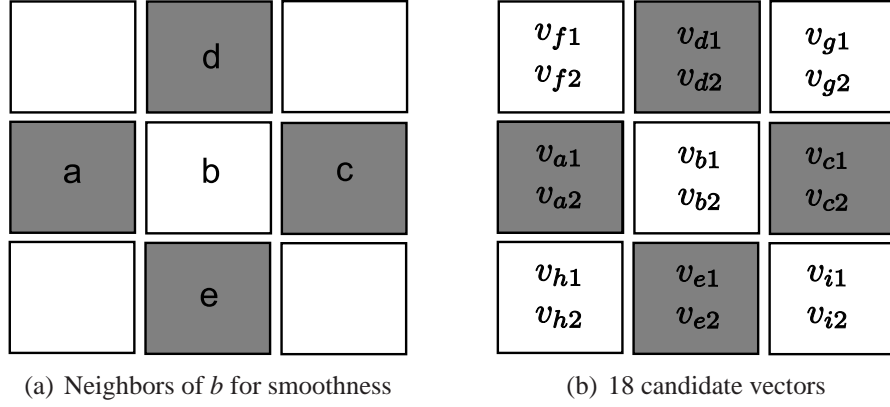 d
a b c
e
(a) Neighbors of b for smoothness
v_{f1} v_{d1} v_{g1}
v_{f2} v_{d2} v_{g2}
v_{a1} v_{b1} v_{c1}
v_{a2} v_{b2} v_{c2}
v_{h1} v_{e1} v_{i1}
v_{h2} v_{e2} v_{i2}
(b) 18 candidate vectors